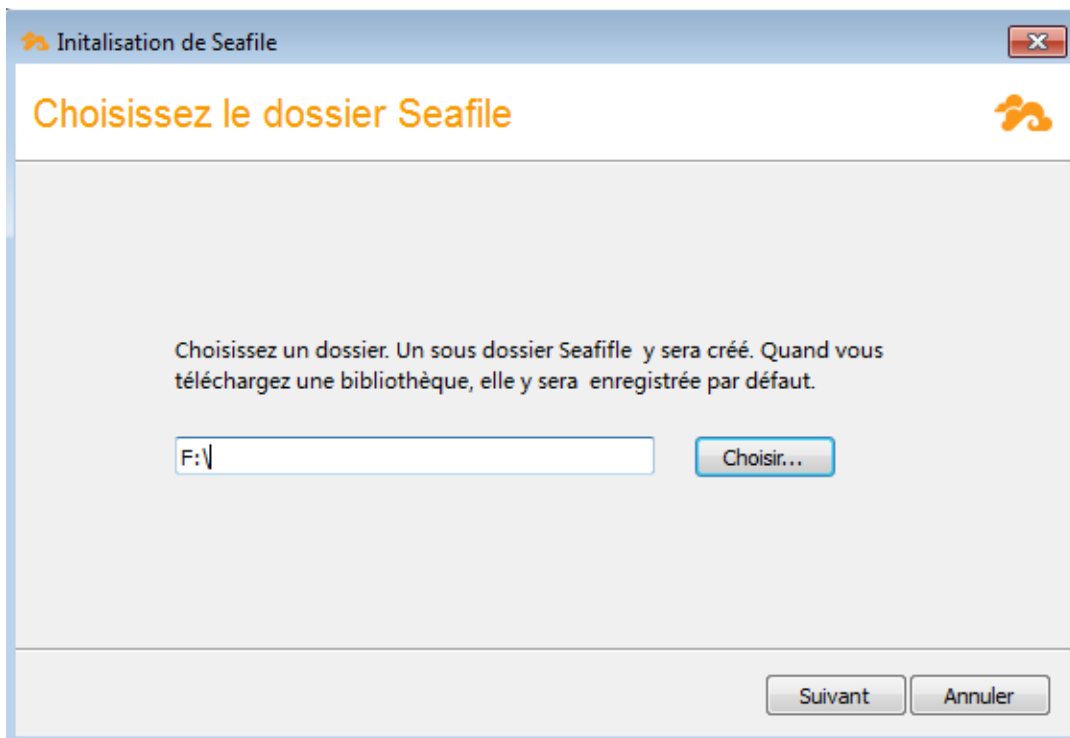 Initalisation de Seafile
Choisissez le dossier Seafile
Choisissez un dossier. Un sous dossier Seafifle y sera créé. Quand vous
téléchargez une bibliothèque, elle y sera enregistrée par défaut.
F:\
Choisir...
Suivant
Annuler